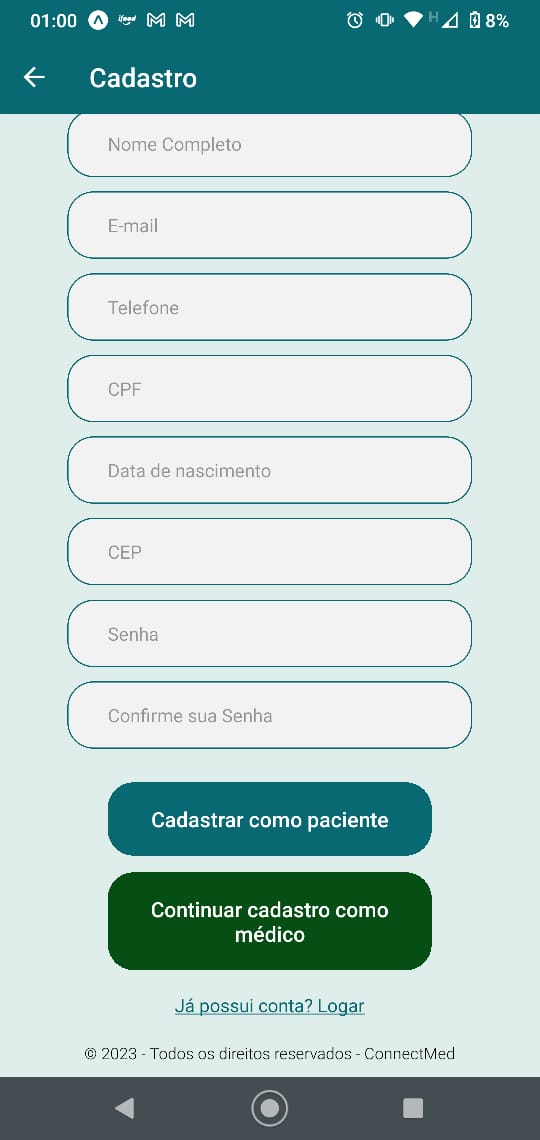 01:00 ifood H 8%
Cadastro
Nome Completo
E-mail
Telefone
CPF
Data de nascimento
CEP
Senha
Confirme sua Senha
Cadastrar como paciente
Continuar cadastro como
médico
Já possui conta? Logar
© 2023 - Todos os direitos reservados - ConnectMed